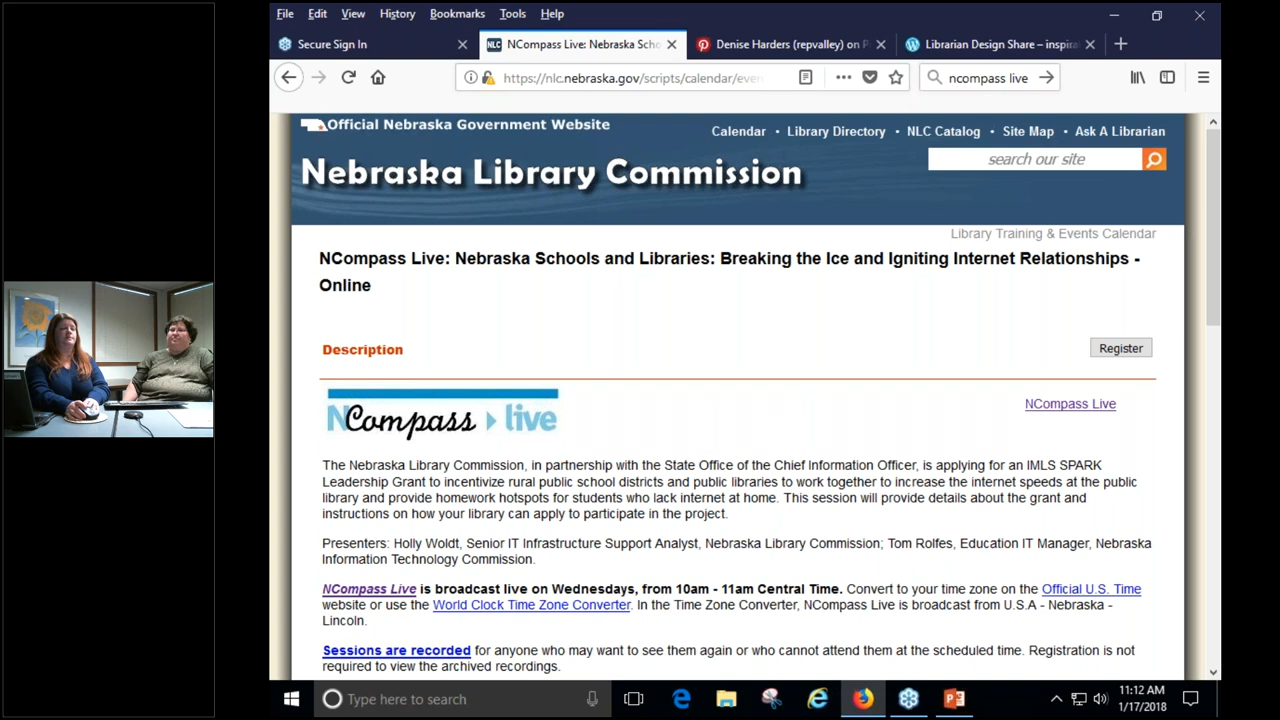 File Edit View History Bookmarks Tools Help
Secure Sign In
NLC NCompass Live: Nebraska Scho
Denise Harders (repvalley) on P
Librarian Design Share – inspira
https://nlc.nebraska.gov/scripts/calendar/even
ncompass live
Official Nebraska Government Website
Calendar • Library Directory • NLC Catalog • Site Map • Ask A Librarian
search our site
Nebraska Library Commission
Library Training & Events Calendar
NCompass Live: Nebraska Schools and Libraries: Breaking the Ice and Igniting Internet Relationships -
Online
Description
Register
NCompass live
NCompass Live
The Nebraska Library Commission, in partnership with the State Office of the Chief Information Officer, is applying for an IMLS SPARK
Leadership Grant to incentivize rural public school districts and public libraries to work together to increase the internet speeds at the public
library and provide homework hotspots for students who lack internet at home. This session will provide details about the grant and
instructions on how your library can apply to participate in the project.
Presenters: Holly Woldt, Senior IT Infrastructure Support Analyst, Nebraska Library Commission; Tom Rolfes, Education IT Manager, Nebraska
Information Technology Commission.
NCompass Live is broadcast live on Wednesdays, from 10am - 11am Central Time. Convert to your time zone on the Official U.S. Time
website or use the World Clock Time Zone Converter. In the Time Zone Converter, NCompass Live is broadcast from U.S.A - Nebraska -
Lincoln.
Sessions are recorded for anyone who may want to see them again or who cannot attend them at the scheduled time. Registration is not
required to view the archived recordings.
Type here to search
11:12 AM
1/17/2018